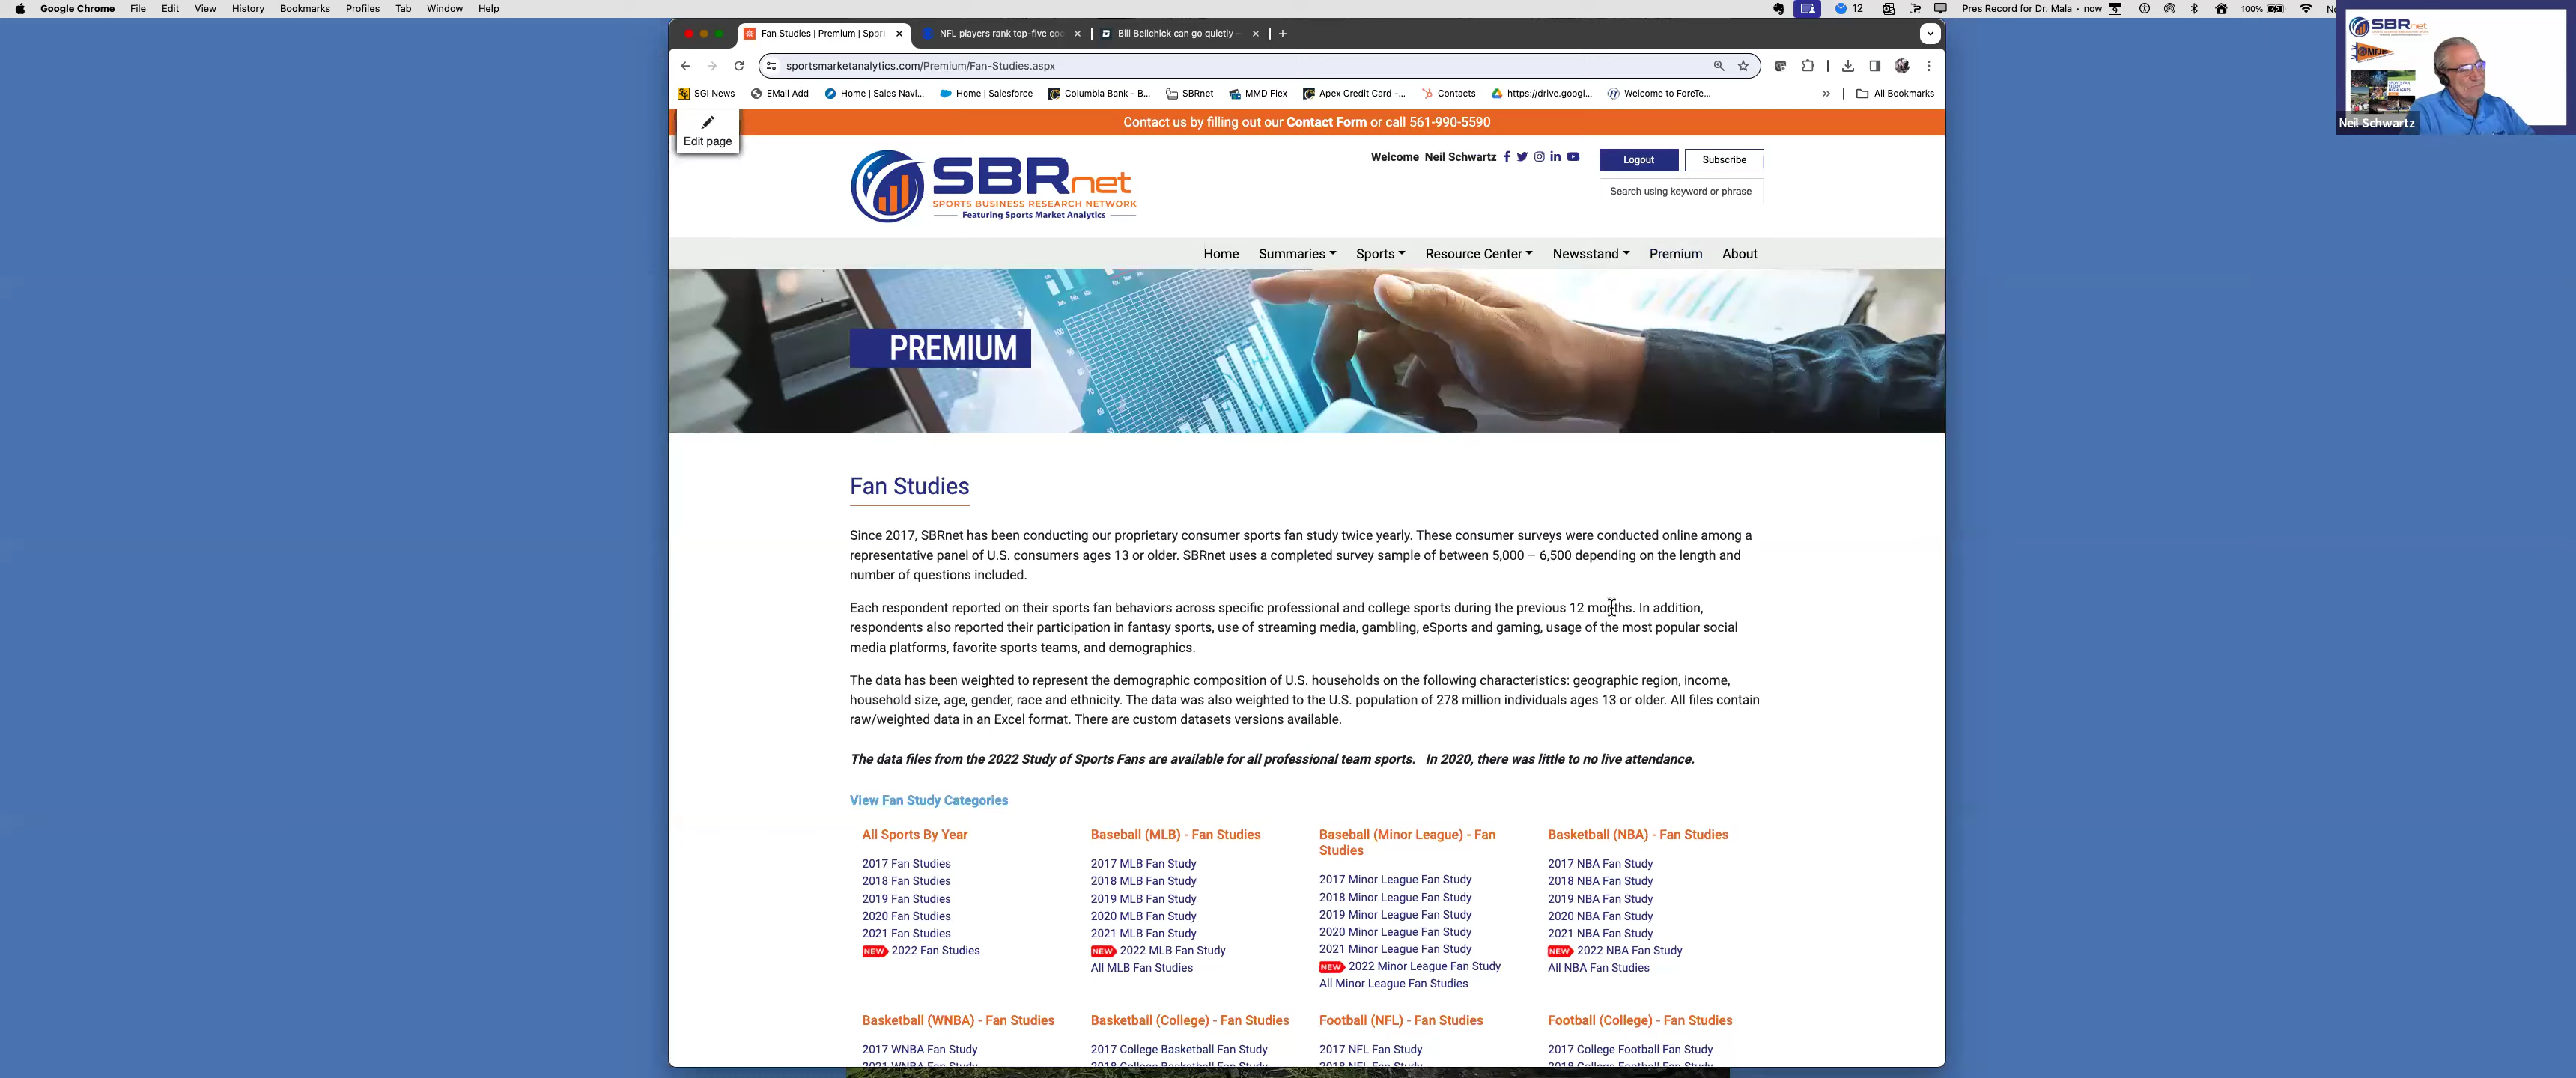 Google Chrome File Edit View History Bookmarks Profiles Tab Window Help
12
Pres Record for Dr. Mala • now
9
100%
Fan Studies | Premium | Spor
NFL players rank top-five co
Bill Belichick can go quietly –
sportsmarketanalytics.com/Premium/Fan-Studies.aspx
SGI News EMail Add Home | Sales Navi... Home | Salesforce Columbia Bank - B... SBRnet MMD Flex Apex Credit Card -... Contacts https://drive.googl... Welcome to ForeTe... » All Bookmarks
Contact us by filling out our Contact Form or call 561-990-5590
Edit page
SBRnet
SPORTS BUSINESS RESEARCH NETWORK
Featuring Sports Market Analytics
Welcome Neil Schwartz
Logout
Subscribe
Search using keyword or phrase
Home Summaries Sports Resource Center Newsstand Premium About
PREMIUM
Fan Studies
Since 2017, SBRnet has been conducting our proprietary consumer sports fan study twice yearly. These consumer surveys were conducted online among a
representative panel of U.S. consumers ages 13 or older. SBRnet uses a completed survey sample of between 5,000 – 6,500 depending on the length and
number of questions included.
Each respondent reported on their sports fan behaviors across specific professional and college sports during the previous 12 months. In addition,
respondents also reported their participation in fantasy sports, use of streaming media, gambling, eSports and gaming, usage of the most popular social
media platforms, favorite sports teams, and demographics.
The data has been weighted to represent the demographic composition of U.S. households on the following characteristics: geographic region, income,
household size, age, gender, race and ethnicity. The data was also weighted to the U.S. population of 278 million individuals ages 13 or older. All files contain
raw/weighted data in an Excel format. There are custom datasets versions available.
The data files from the 2022 Study of Sports Fans are available for all professional team sports. In 2020, there was little to no live attendance.
View Fan Study Categories
All Sports By Year
2017 Fan Studies
2018 Fan Studies
2019 Fan Studies
2020 Fan Studies
2021 Fan Studies
NEW 2022 Fan Studies
Baseball (MLB) - Fan Studies
2017 MLB Fan Study
2018 MLB Fan Study
2019 MLB Fan Study
2020 MLB Fan Study
2021 MLB Fan Study
NEW 2022 MLB Fan Study
All MLB Fan Studies
Baseball (Minor League) - Fan
Studies
2017 Minor League Fan Study
2018 Minor League Fan Study
2019 Minor League Fan Study
2020 Minor League Fan Study
2021 Minor League Fan Study
NEW 2022 Minor League Fan Study
All Minor League Fan Studies
Basketball (NBA) - Fan Studies
2017 NBA Fan Study
2018 NBA Fan Study
2019 NBA Fan Study
2020 NBA Fan Study
2021 NBA Fan Study
NEW 2022 NBA Fan Study
All NBA Fan Studies
Basketball (WNBA) - Fan Studies
2017 WNBA Fan Study
2021 WNBA Fan Study
Basketball (College) - Fan Studies
2017 College Basketball Fan Study
2018 College Basketball Fan Study
Football (NFL) - Fan Studies
2017 NFL Fan Study
2018 NFL Fan Study
Football (College) - Fan Studies
2017 College Football Fan Study
2018 College Football Fan Study
SBRnet
Neil Schwartz